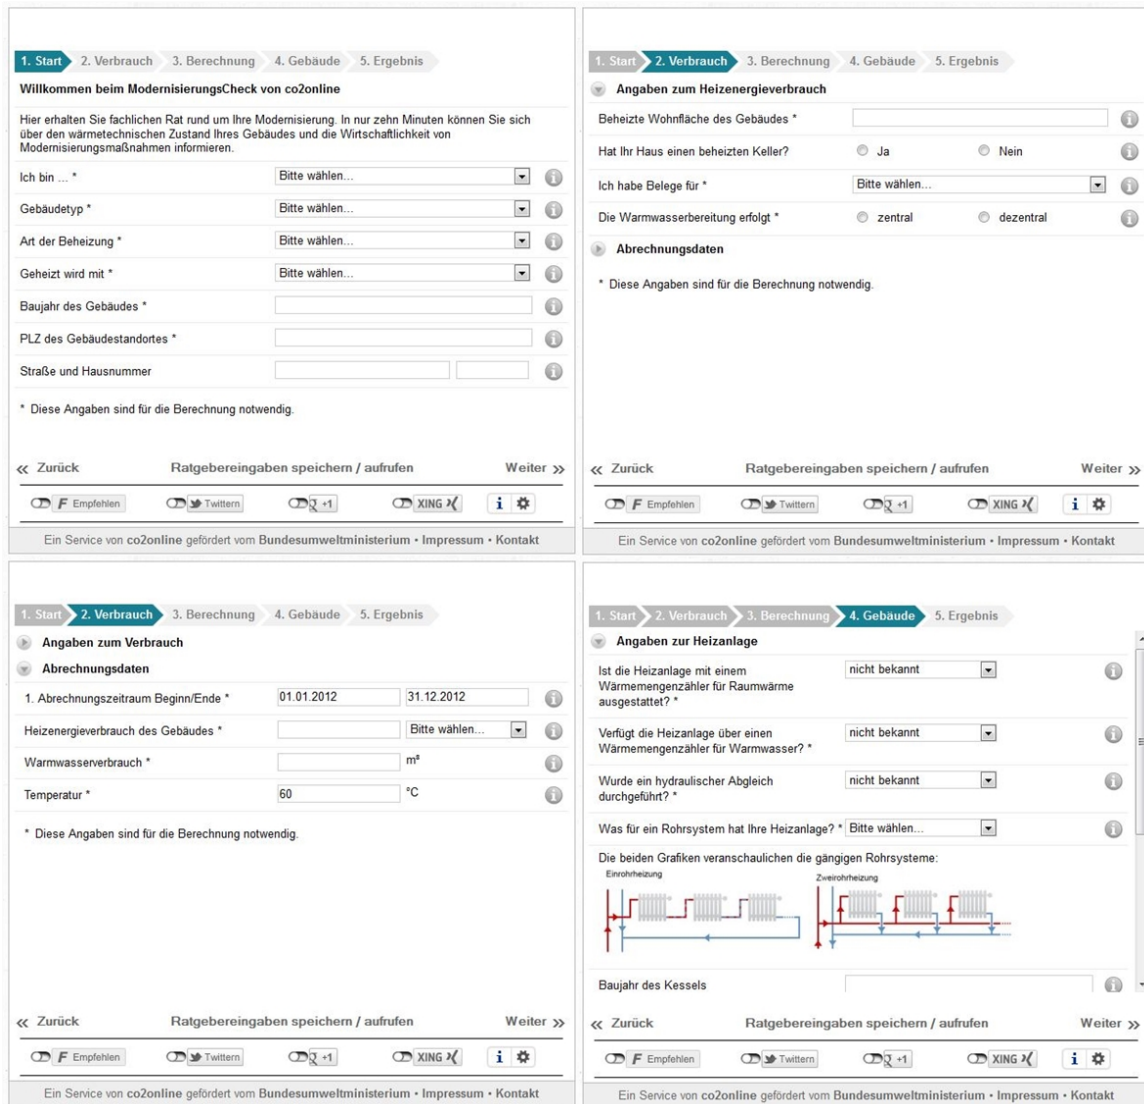 1. Start 2. Verbrauch 3. Berechnung 4. Gebäude 5. Ergebnis
Willkommen beim ModernisierungsCheck von co2online
Hier erhalten Sie fachlichen Rat rund um Ihre Modernisierung. In nur zehn Minuten können Sie sich
über den wärmetechnischen Zustand Ihres Gebäudes und die Wirtschaftlichkeit von
Modernisierungsmaßnahmen informieren.
Ich bin ... * Bitte wählen...
Gebäudetyp * Bitte wählen...
Art der Beheizung * Bitte wählen...
Geheizt wird mit * Bitte wählen...
Baujahr des Gebäudes *
PLZ des Gebäudestandortes *
Straße und Hausnummer
* Diese Angaben sind für die Berechnung notwendig.
« Zurück Ratgebereingaben speichern / aufrufen Weiter »
F Empfehlen Twittern +1 XING i
Ein Service von co2online gefördert vom Bundesumweltministerium • Impressum • Kontakt
1. Start 2. Verbrauch 3. Berechnung 4. Gebäude 5. Ergebnis
Angaben zum Heizenergieverbrauch
Beheizte Wohnfläche des Gebäudes *
Hat Ihr Haus einen beheizten Keller? Ja Nein
Ich habe Belege für * Bitte wählen...
Die Warmwasserbereitung erfolgt * zentral dezentral
Abrechnungsdaten
* Diese Angaben sind für die Berechnung notwendig.
« Zurück Ratgebereingaben speichern / aufrufen Weiter »
F Empfehlen Twittern +1 XING i
Ein Service von co2online gefördert vom Bundesumweltministerium • Impressum • Kontakt
1. Start 2. Verbrauch 3. Berechnung 4. Gebäude 5. Ergebnis
Angaben zum Verbrauch
Abrechnungsdaten
1. Abrechnungszeitraum Beginn/Ende * 01.01.2012 31.12.2012
Heizenergieverbrauch des Gebäudes * Bitte wählen...
Warmwasserverbrauch * m³
Temperatur * 60 °C
* Diese Angaben sind für die Berechnung notwendig.
« Zurück Ratgebereingaben speichern / aufrufen Weiter »
F Empfehlen Twittern +1 XING i
Ein Service von co2online gefördert vom Bundesumweltministerium • Impressum • Kontakt
1. Start 2. Verbrauch 3. Berechnung 4. Gebäude 5. Ergebnis
Angaben zur Heizanlage
Ist die Heizanlage mit einem nicht bekannt
Wärmemengenzähler für Raumwärme
ausgestattet? *
Verfügt die Heizanlage über einen nicht bekannt
Wärmemengenzähler für Warmwasser? *
Wurde ein hydraulischer Abgleich nicht bekannt
durchgeführt? *
Was für ein Rohrsystem hat Ihre Heizanlage? * Bitte wählen...
Die beiden Grafiken veranschaulichen die gängigen Rohrsysteme:
Einrohrheizung Zweirohrheizung
Baujahr des Kessels
« Zurück Ratgebereingaben speichern / aufrufen Weiter »
F Empfehlen Twittern +1 XING i
Ein Service von co2online gefördert vom Bundesumweltministerium • Impressum • Kontakt